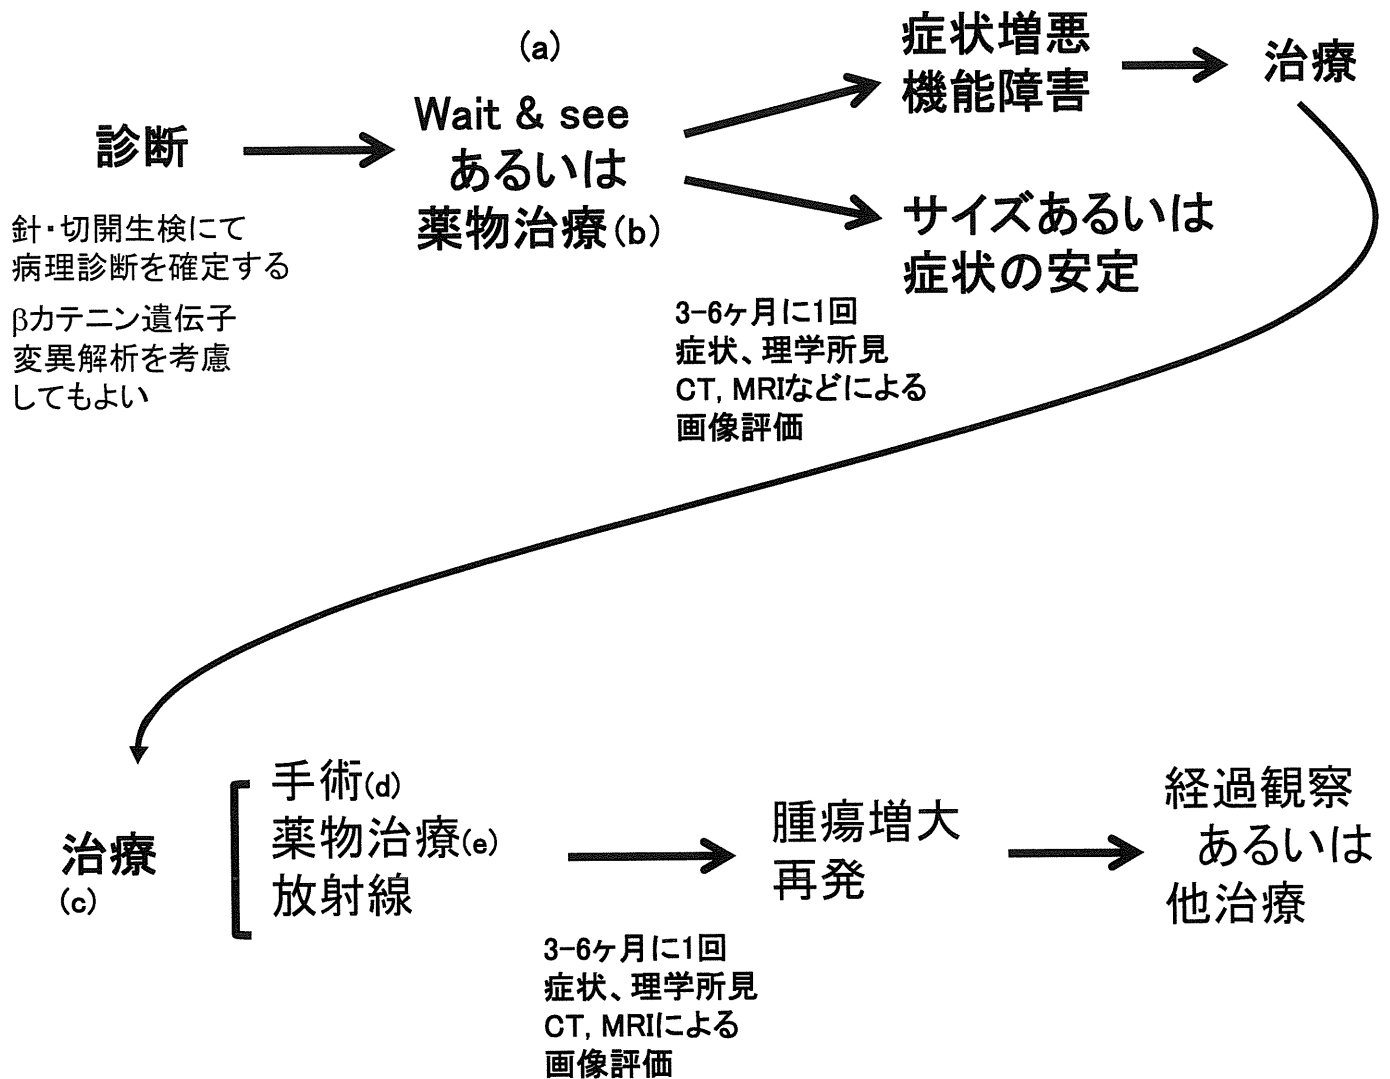 (a)
診断
針・切開生検にて
病理診断を確定する
βカテニン遺伝子
変異解析を考慮
してもよい
Wait & see
あるいは
薬物治療(b)
症状増悪
機能障害
治療
サイズあるいは
症状の安定
3-6ヶ月に1回
症状、理学所見
CT, MRIなどによる
画像評価
治療
(c)
手術(d)
薬物治療(e)
放射線
3-6ヶ月に1回
症状、理学所見
CT, MRIによる
画像評価
腫瘍増大
再発
経過観察
あるいは
他治療